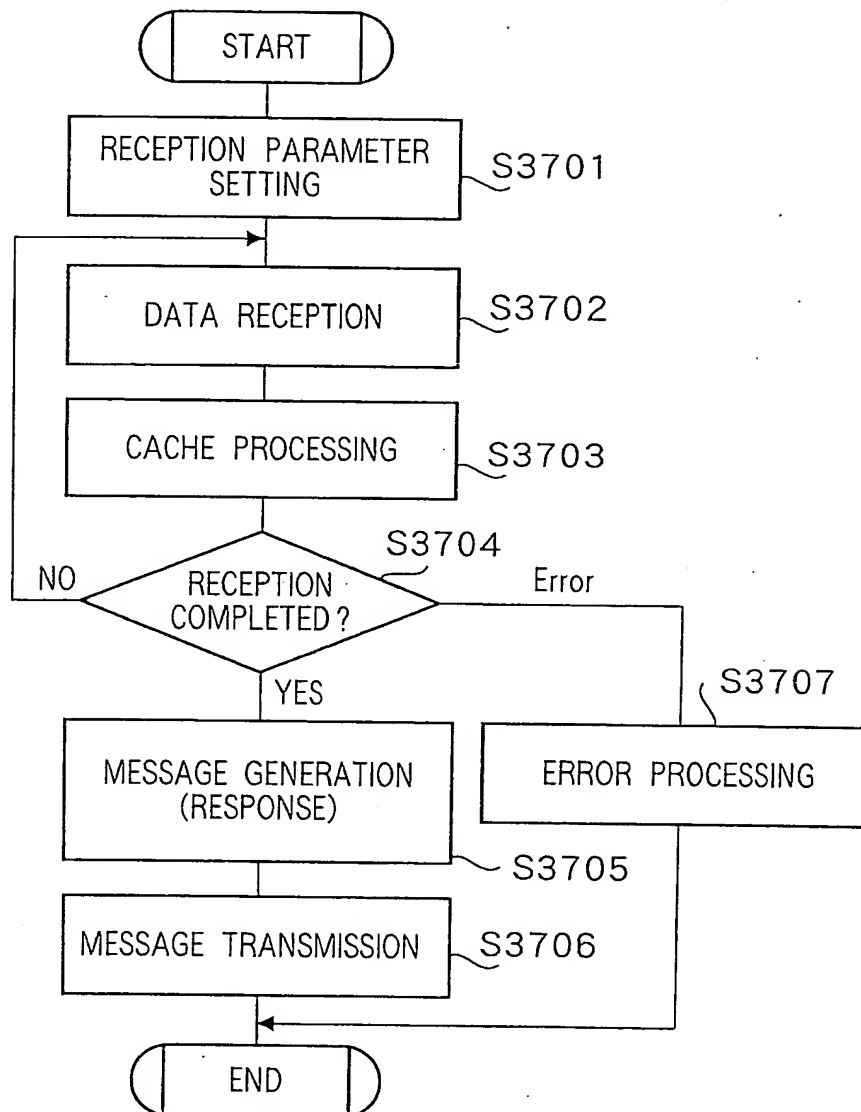 START
RECEPTION PARAMETER
SETTING
S3701
DATA RECEPTION
S3702
CACHE PROCESSING
S3703
S3704
NO
RECEPTION
COMPLETED?
Error
YES
S3707
MESSAGE GENERATION
(RESPONSE)
ERROR PROCESSING
S3705
MESSAGE TRANSMISSION
S3706
END